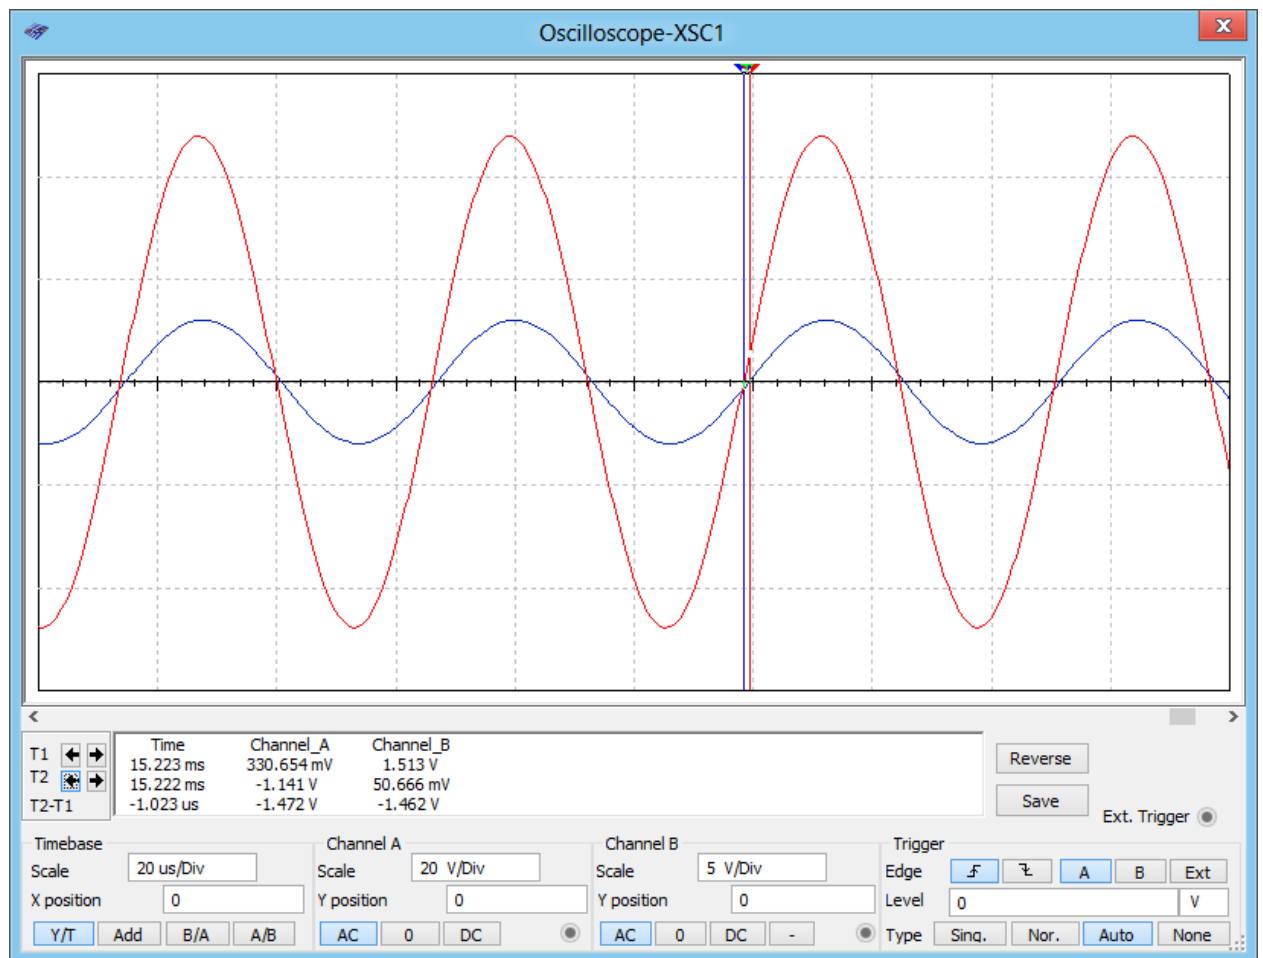 Oscilloscope-XSC1
X
Time Channel_A Channel_B
T1 15.223 ms 330.654 mV 1.513 V
T2 15.222 ms -1.141 V 50.666 mV
T2-T1 -1.023 us -1.472 V -1.462 V
Reverse
Save
Ext. Trigger
Timebase Channel A Channel B Trigger
Scale 20 us/Div Scale 20 V/Div Scale 5 V/Div Edge A B Ext
X position 0 Y position 0 Y position 0 Level 0 V
Y/T Add B/A A/B AC 0 DC AC 0 DC - Type Sing. Nor. Auto None